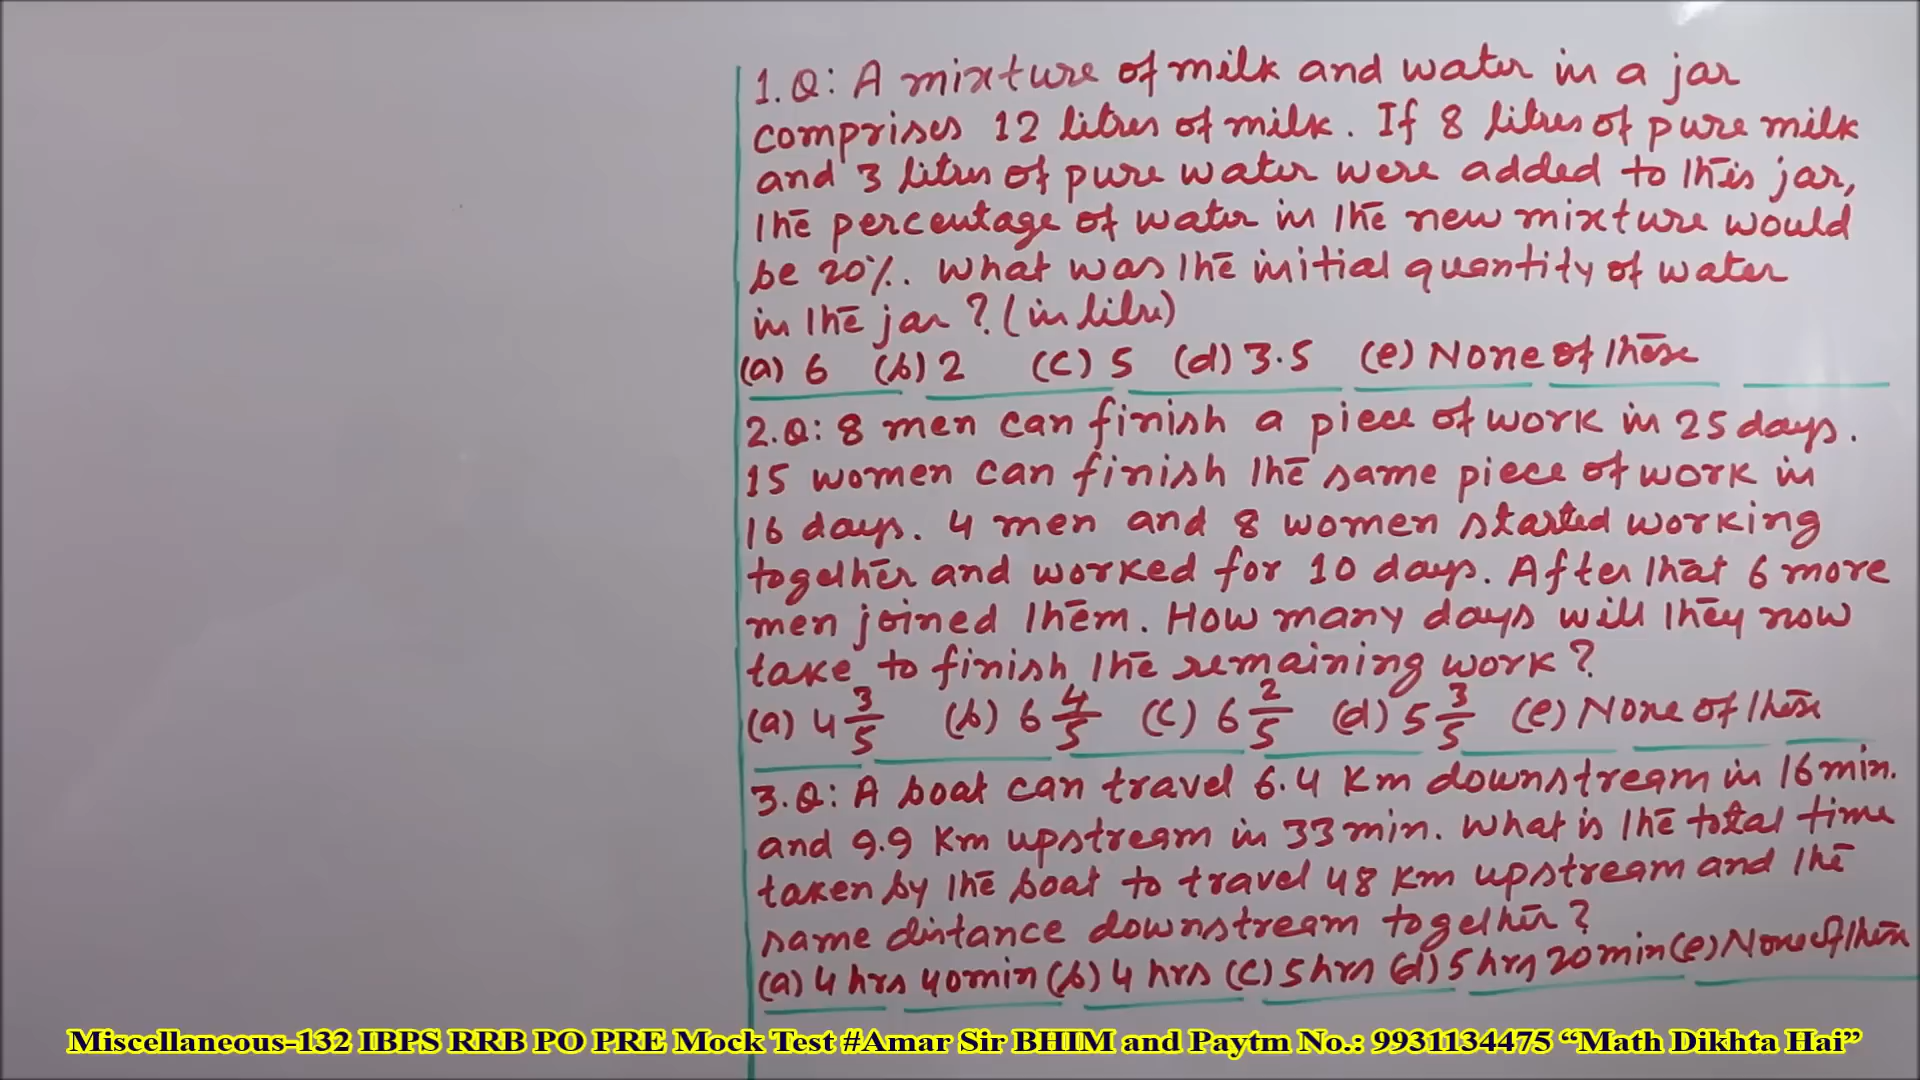 1.Q: A mixture of milk and water in a jar
comprises 12 litres of milk. If 8 litres of pure milk
and 3 litres of pure water were added to this jar,
the percentage of water in the new mixture would
be 20%. What was the initial quantity of water
in the jar? (in litre)
(a) 6 (b) 2 (c) 5 (d) 3.5 (e) None of these
2.Q: 8 men can finish a piece of work in 25 days.
15 women can finish the same piece of work in
16 days. 4 men and 8 women started working
together and worked for 10 days. After that 6 more
men joined them. How many days will they now
take to finish the remaining work?
(a) 4 3/5 (b) 6 4/5 (c) 6 2/5 (d) 5 3/5 (e) None of these
3.Q: A boat can travel 6.4 Km downstream in 16 min.
and 9.9 Km upstream in 33 min. What is the total time
taken by the boat to travel 48 Km upstream and the
same distance downstream together?
(a) 4 hrs 40 min (b) 4 hrs (c) 5 hrs (d) 5 hrs 20 min (e) None of these
Miscellaneous-132 IBPS RRB PO PRE Mock Test #Amar Sir BHIM and Paytm No.: 9931134475 “Math Dikhta Hai”